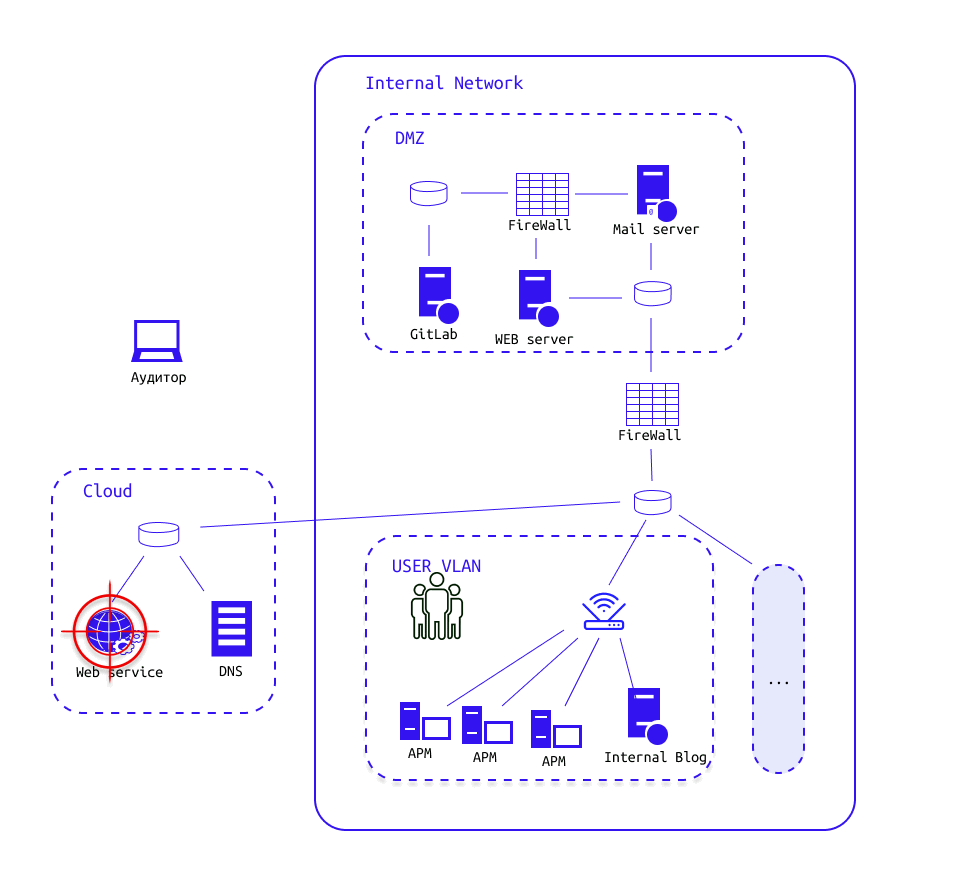 Internal Network
DMZ
FireWall
Mail server
GitLab
WEB server
Аудитор
FireWall
Cloud
USER VLAN
Web service
DNS
...
АРМ
АРМ
АРМ
Internal Blog